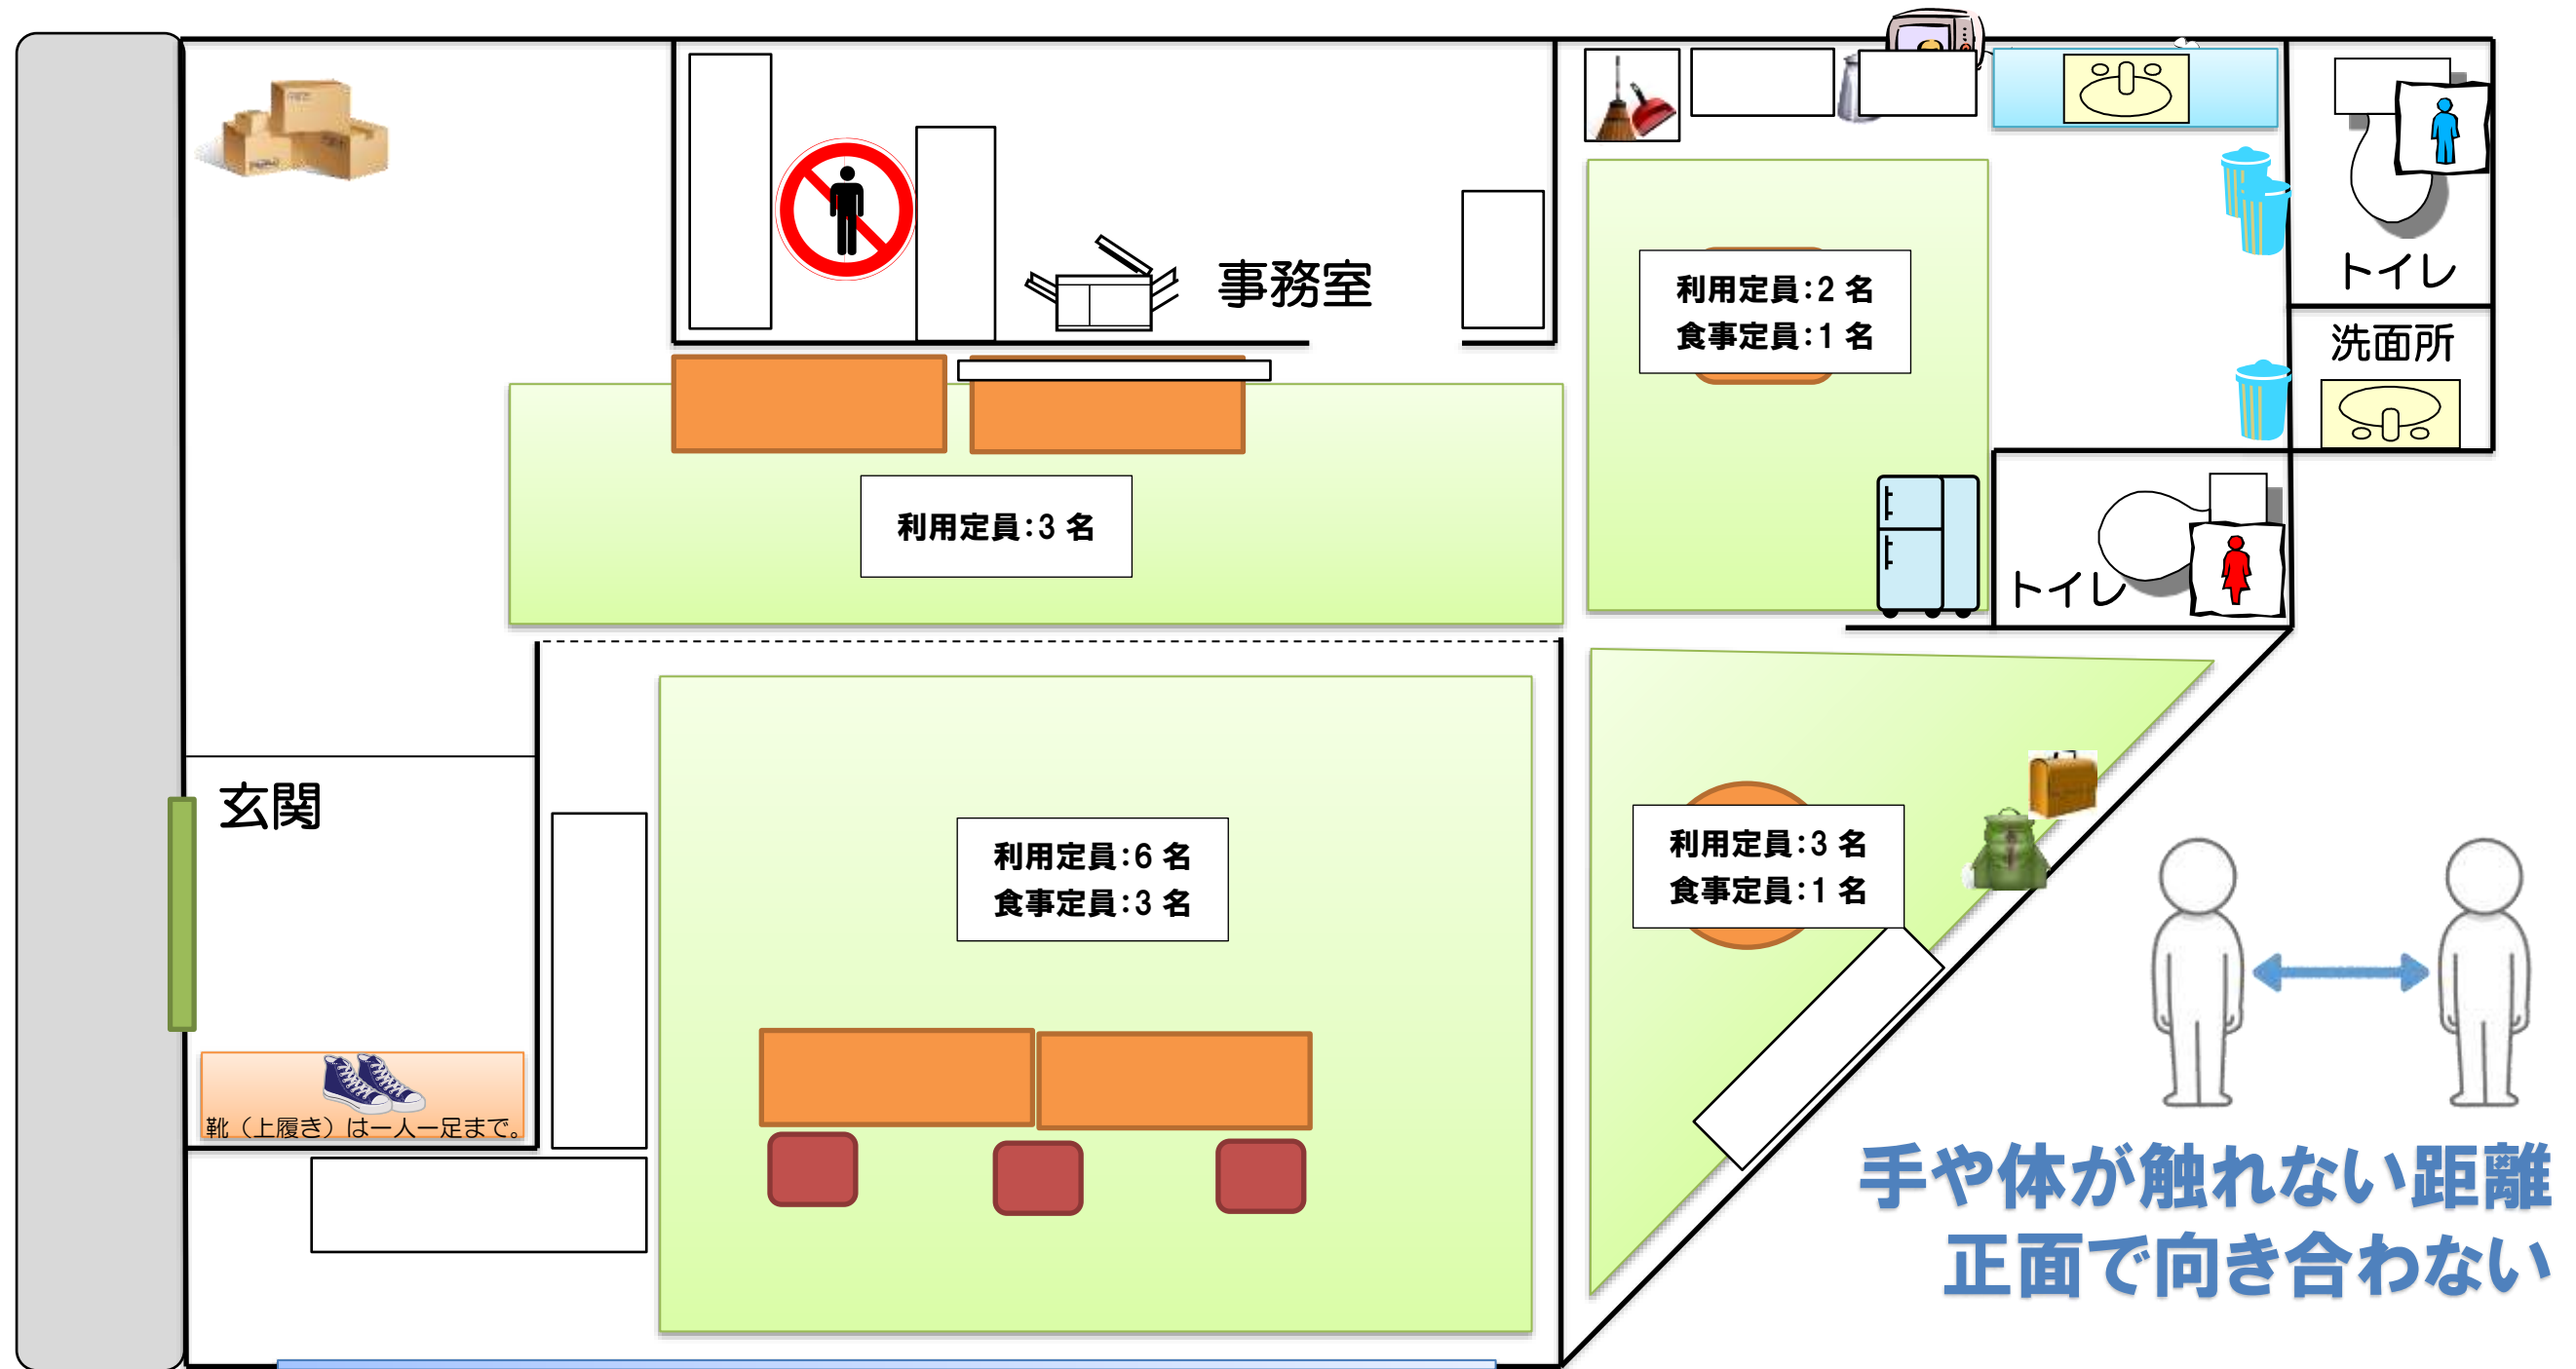 事務室
利用定員:2 名
食事定員:1 名
トイレ
洗面所
利用定員:3 名
トイレ
玄関
利用定員:6 名
食事定員:3 名
利用定員:3 名
食事定員:1 名
靴（上履き）は一人一足まで。
手や体が触れない距離
正面で向き合わない